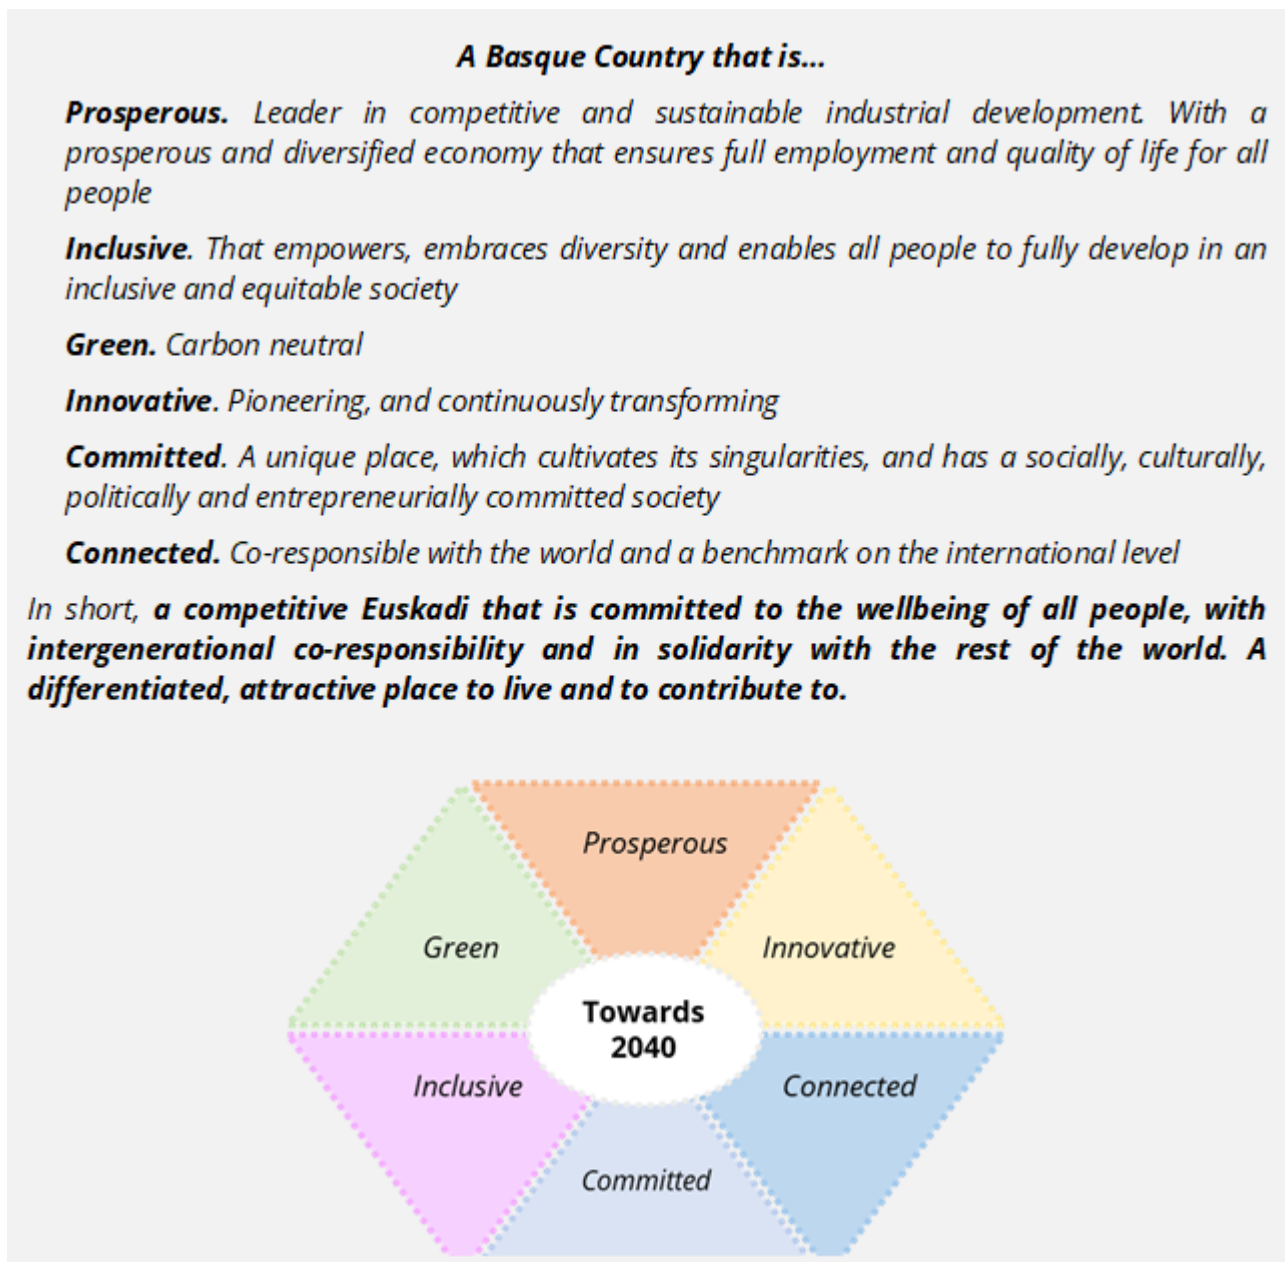 A Basque Country that is...
Prosperous. Leader in competitive and sustainable industrial development. With a
prosperous and diversified economy that ensures full employment and quality of life for all
people
Inclusive. That empowers, embraces diversity and enables all people to fully develop in an
inclusive and equitable society
Green. Carbon neutral
Innovative. Pioneering, and continuously transforming
Committed. A unique place, which cultivates its singularities, and has a socially, culturally,
politically and entrepreneurially committed society
Connected. Co-responsible with the world and a benchmark on the international level
In short, a competitive Euskadi that is committed to the wellbeing of all people, with
intergenerational co-responsibility and in solidarity with the rest of the world. A
differentiated, attractive place to live and to contribute to.
Prosperous
Green
Innovative
Towards
2040
Inclusive
Connected
Committed